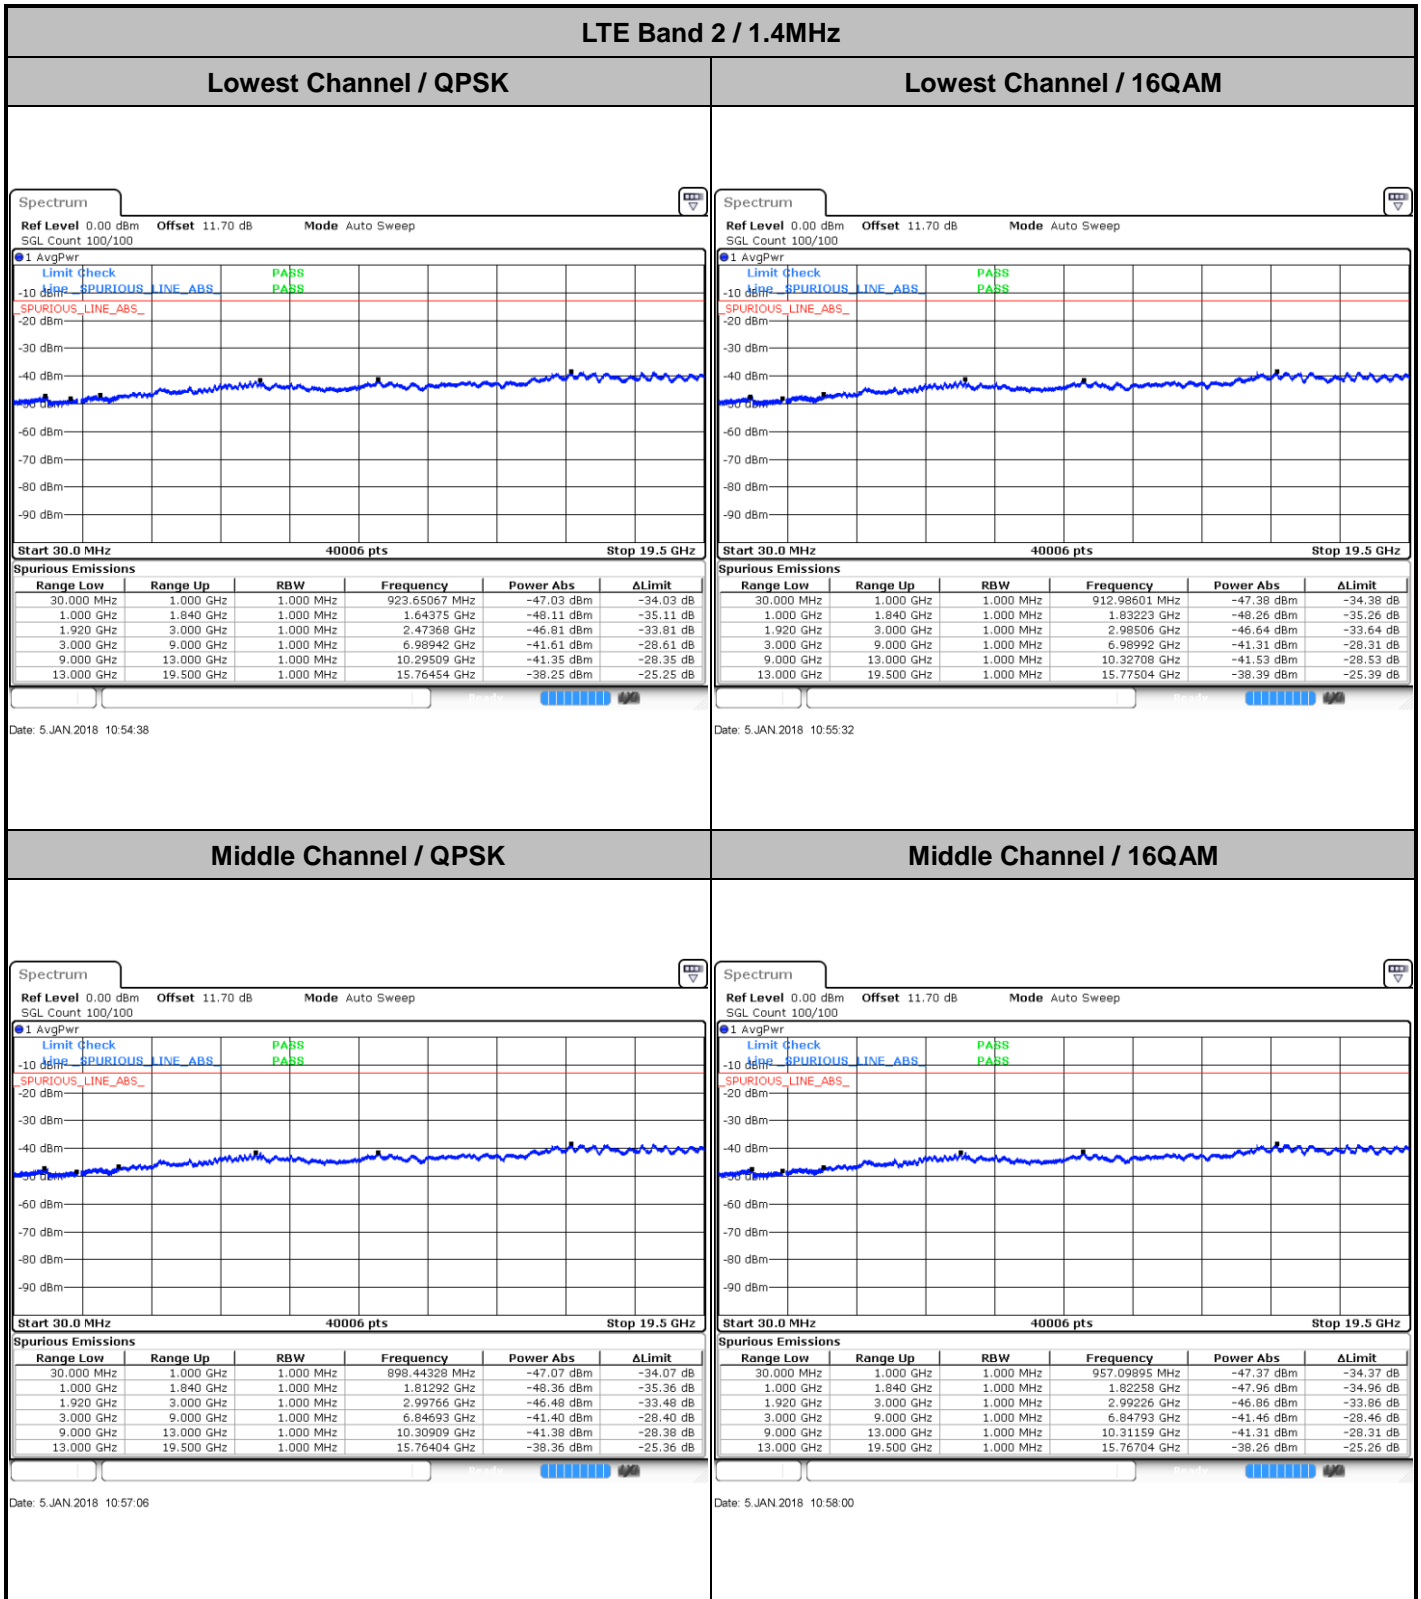 LTE Band 2 / 1.4MHz
Lowest Channel / QPSK
Lowest Channel / 16QAM
Spectrum
Ref Level 0.00 dBm Offset 11.70 dB Mode Auto Sweep
SGL Count 100/100
1 AvgPwr
Limit Check PASS
Line _SPURIOUS_LINE_ABS_ PASS
-10 dBm
_SPURIOUS_LINE_ABS_
-20 dBm
-30 dBm
-40 dBm
-50 dBm
-60 dBm
-70 dBm
-80 dBm
-90 dBm
Start 30.0 MHz 40006 pts Stop 19.5 GHz
Spurious Emissions
Range Low Range Up RBW Frequency Power Abs ΔLimit
30.000 MHz 1.000 GHz 1.000 MHz 923.65067 MHz -47.03 dBm -34.03 dB
1.000 GHz 1.840 GHz 1.000 MHz 1.64375 GHz -48.11 dBm -35.11 dB
1.920 GHz 3.000 GHz 1.000 MHz 2.47368 GHz -46.81 dBm -33.81 dB
3.000 GHz 9.000 GHz 1.000 MHz 6.98942 GHz -41.61 dBm -28.61 dB
9.000 GHz 13.000 GHz 1.000 MHz 10.29509 GHz -41.35 dBm -28.35 dB
13.000 GHz 19.500 GHz 1.000 MHz 15.76454 GHz -38.25 dBm -25.25 dB
Ready
Date: 5.JAN.2018 10:54:38
Spectrum
Ref Level 0.00 dBm Offset 11.70 dB Mode Auto Sweep
SGL Count 100/100
1 AvgPwr
Limit Check PASS
Line _SPURIOUS_LINE_ABS_ PASS
-10 dBm
_SPURIOUS_LINE_ABS_
-20 dBm
-30 dBm
-40 dBm
-50 dBm
-60 dBm
-70 dBm
-80 dBm
-90 dBm
Start 30.0 MHz 40006 pts Stop 19.5 GHz
Spurious Emissions
Range Low Range Up RBW Frequency Power Abs ΔLimit
30.000 MHz 1.000 GHz 1.000 MHz 912.98601 MHz -47.38 dBm -34.38 dB
1.000 GHz 1.840 GHz 1.000 MHz 1.83223 GHz -48.26 dBm -35.26 dB
1.920 GHz 3.000 GHz 1.000 MHz 2.98506 GHz -46.64 dBm -33.64 dB
3.000 GHz 9.000 GHz 1.000 MHz 6.98992 GHz -41.31 dBm -28.31 dB
9.000 GHz 13.000 GHz 1.000 MHz 10.32708 GHz -41.53 dBm -28.53 dB
13.000 GHz 19.500 GHz 1.000 MHz 15.77504 GHz -38.39 dBm -25.39 dB
Ready
Date: 5.JAN.2018 10:55:32
Middle Channel / QPSK
Middle Channel / 16QAM
Spectrum
Ref Level 0.00 dBm Offset 11.70 dB Mode Auto Sweep
SGL Count 100/100
1 AvgPwr
Limit Check PASS
Line _SPURIOUS_LINE_ABS_ PASS
-10 dBm
_SPURIOUS_LINE_ABS_
-20 dBm
-30 dBm
-40 dBm
-50 dBm
-60 dBm
-70 dBm
-80 dBm
-90 dBm
Start 30.0 MHz 40006 pts Stop 19.5 GHz
Spurious Emissions
Range Low Range Up RBW Frequency Power Abs ΔLimit
30.000 MHz 1.000 GHz 1.000 MHz 898.44328 MHz -47.07 dBm -34.07 dB
1.000 GHz 1.840 GHz 1.000 MHz 1.81292 GHz -48.36 dBm -35.36 dB
1.920 GHz 3.000 GHz 1.000 MHz 2.99766 GHz -46.48 dBm -33.48 dB
3.000 GHz 9.000 GHz 1.000 MHz 6.84693 GHz -41.40 dBm -28.40 dB
9.000 GHz 13.000 GHz 1.000 MHz 10.30909 GHz -41.38 dBm -28.38 dB
13.000 GHz 19.500 GHz 1.000 MHz 15.76404 GHz -38.36 dBm -25.36 dB
Ready
Date: 5.JAN.2018 10:57:06
Spectrum
Ref Level 0.00 dBm Offset 11.70 dB Mode Auto Sweep
SGL Count 100/100
1 AvgPwr
Limit Check PASS
Line _SPURIOUS_LINE_ABS_ PASS
-10 dBm
_SPURIOUS_LINE_ABS_
-20 dBm
-30 dBm
-40 dBm
-50 dBm
-60 dBm
-70 dBm
-80 dBm
-90 dBm
Start 30.0 MHz 40006 pts Stop 19.5 GHz
Spurious Emissions
Range Low Range Up RBW Frequency Power Abs ΔLimit
30.000 MHz 1.000 GHz 1.000 MHz 957.09895 MHz -47.37 dBm -34.37 dB
1.000 GHz 1.840 GHz 1.000 MHz 1.82258 GHz -47.96 dBm -34.96 dB
1.920 GHz 3.000 GHz 1.000 MHz 2.99226 GHz -46.86 dBm -33.86 dB
3.000 GHz 9.000 GHz 1.000 MHz 6.84793 GHz -41.46 dBm -28.46 dB
9.000 GHz 13.000 GHz 1.000 MHz 10.31159 GHz -41.31 dBm -28.31 dB
13.000 GHz 19.500 GHz 1.000 MHz 15.76704 GHz -38.26 dBm -25.26 dB
Ready
Date: 5.JAN.2018 10:58:00